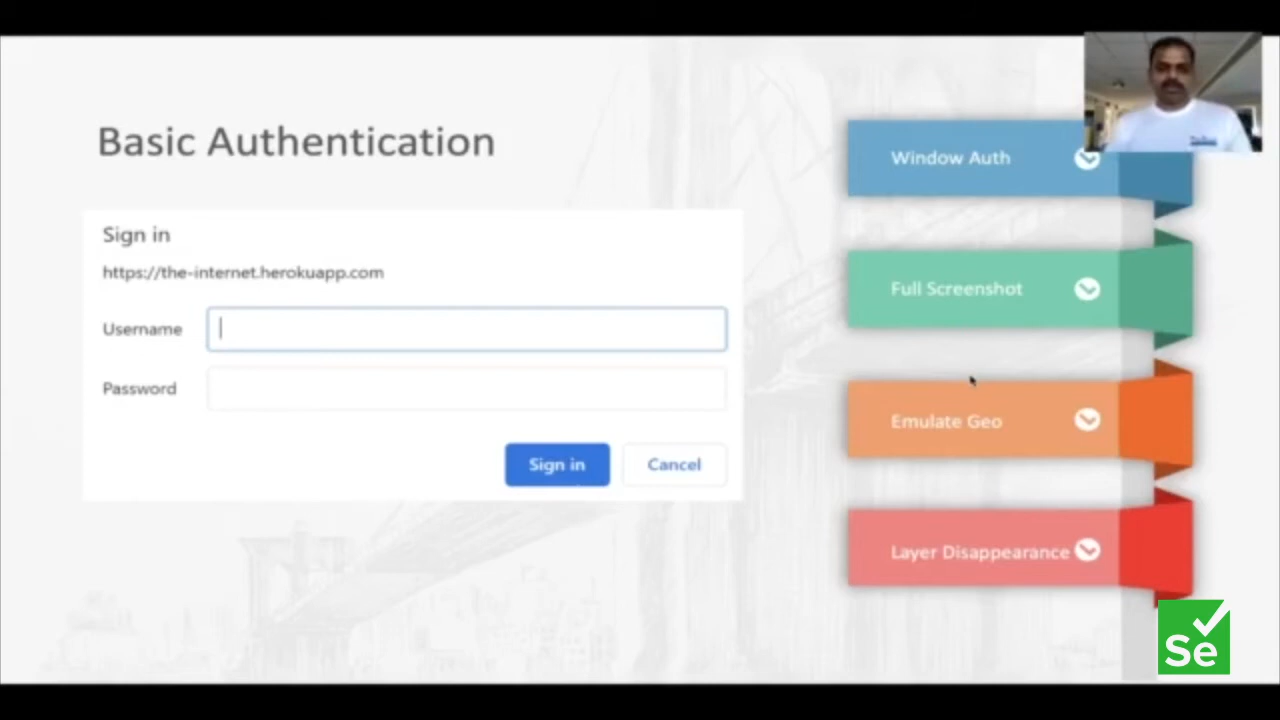 Basic Authentication
Sign in
https://the-internet.herokuapp.com
Username
Password
Sign in
Cancel
Window Auth
Full Screenshot
Emulate Geo
Layer Disappearance
Se